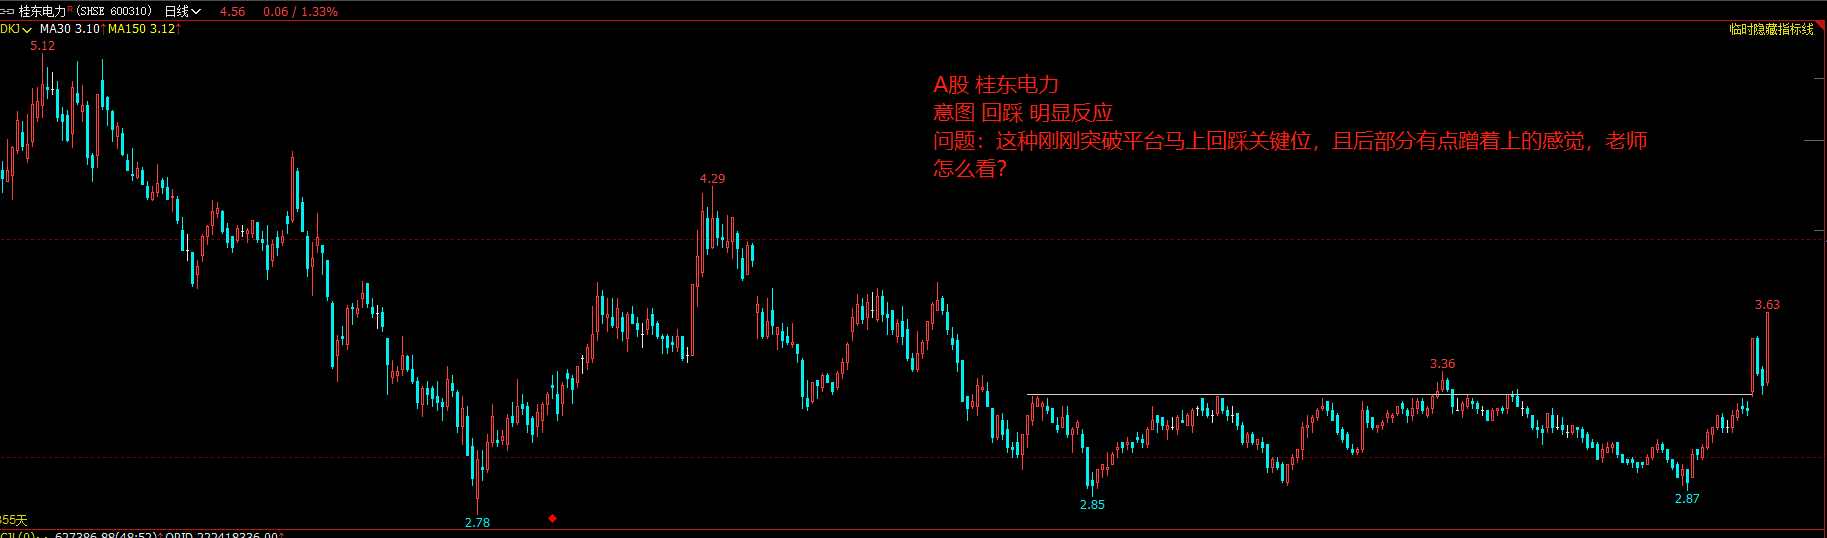 桂东电力R(SHSE 600310) 日线 4.56 0.06 / 1.33%
DKJ MA30 3.10↑ MA150 3.12↑ 临时隐藏指标线
5.12
A股 桂东电力
意图 回踩 明显反应
问题：这种刚刚突破平台马上回踩关键位，且后部分有点蹭着上的感觉，老师
怎么看？
4.29
3.63
3.36
2.85
2.87
2.78
355天
627386.88(48:52)↑ 222418336.00↑